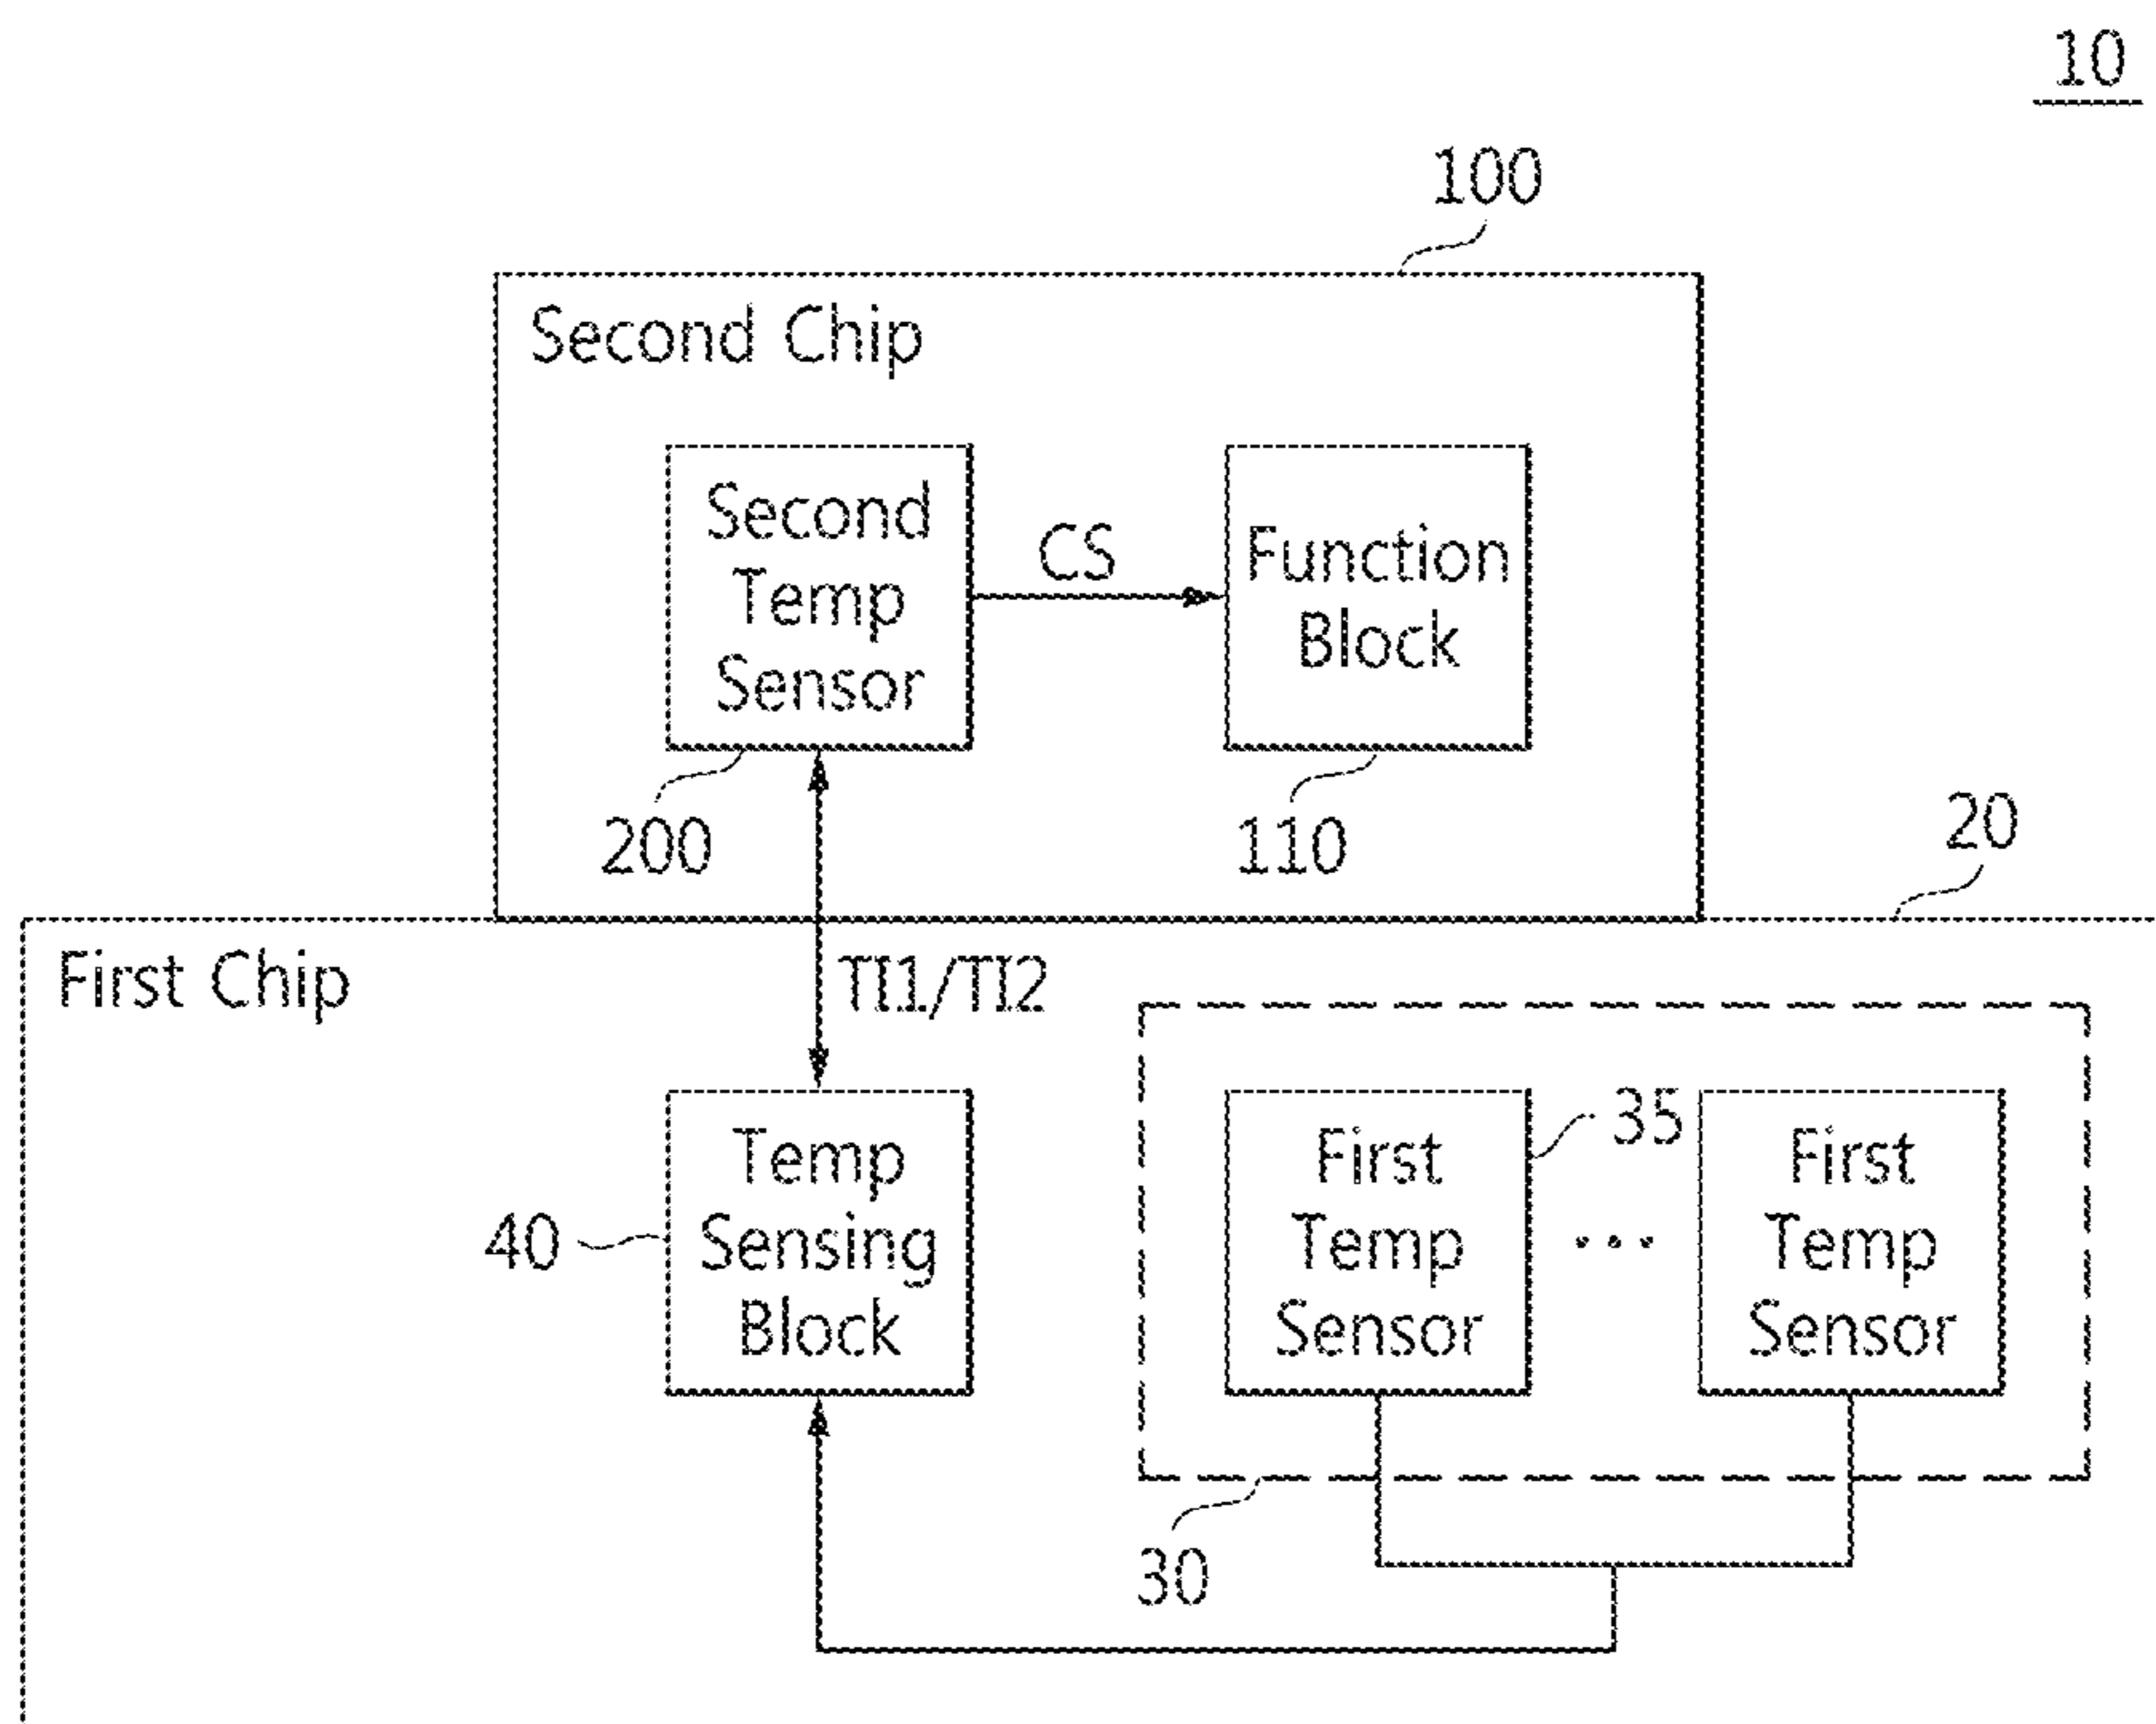 10
100
Second Chip
Second
Temp
Sensor
CS
Function
Block
200
110
20
First Chip
TI1/TI2
Temp
Sensing
Block
40
First
Temp
Sensor
35
...
First
Temp
Sensor
30